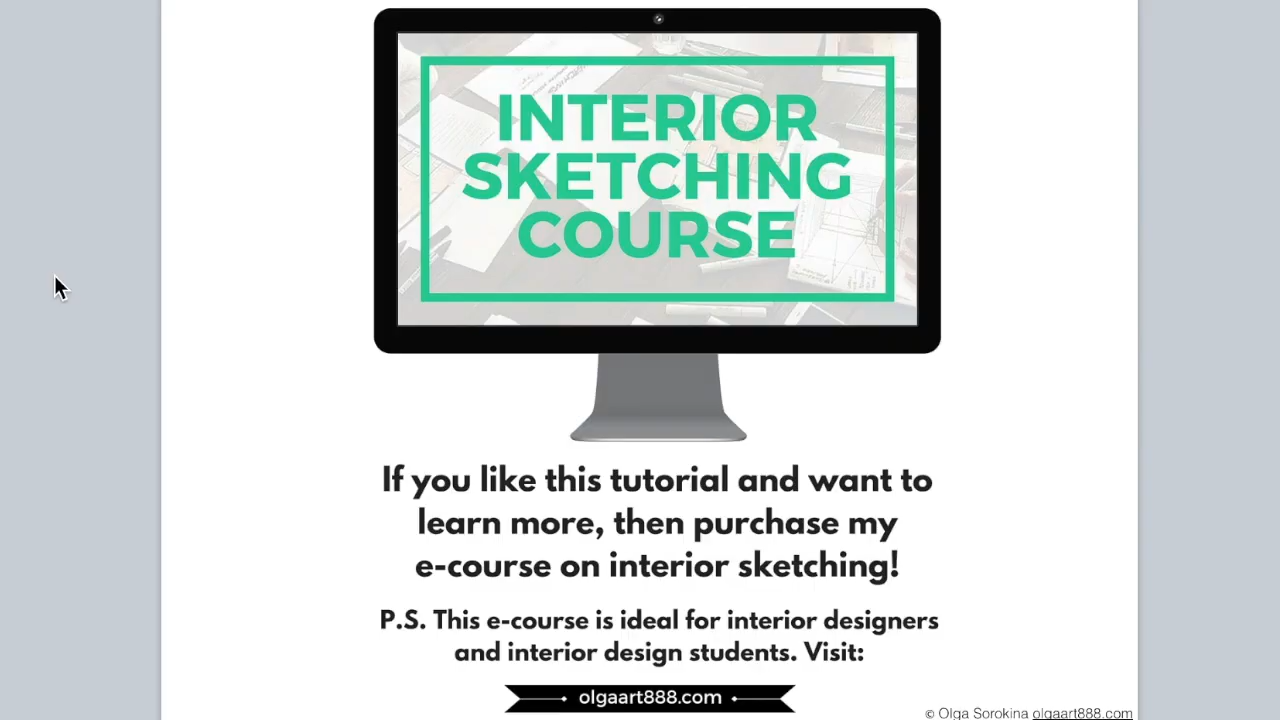 INTERIOR
SKETCHING
COURSE
If you like this tutorial and want to
learn more, then purchase my
e-course on interior sketching!
P.S. This e-course is ideal for interior designers
and interior design students. Visit:
olgaart888.com
© Olga Sorokina olgaart888.com